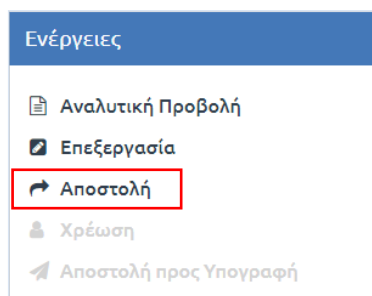 Ενέργειες
Αναλυτική Προβολή
Επεξεργασία
Αποστολή
Χρέωση
Αποστολή προς Υπογραφή